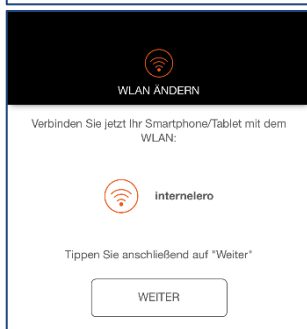 WLAN ÄNDERN
Verbinden Sie jetzt Ihr Smartphone/Tablet mit dem
WLAN:
internelero
Tippen Sie anschließend auf "Weiter"
WEITER